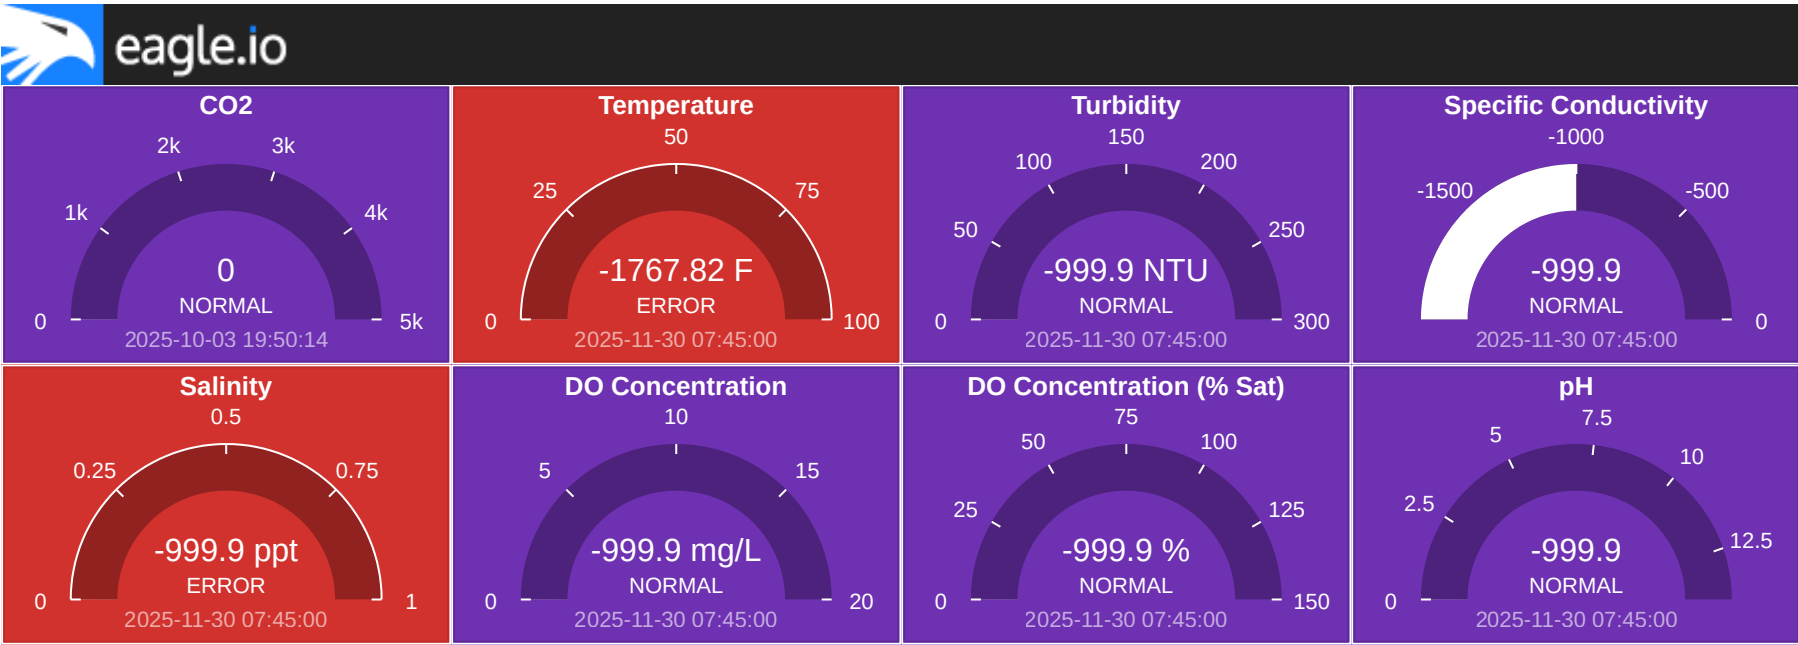 eagle.io
CO2
2k
3k
1k
4k
0
NORMAL
0
5k
2025-10-03 19:50:14
Temperature
50
25
75
-1767.82 F
ERROR
0
100
2025-11-30 07:45:00
Turbidity
150
100
200
50
250
-999.9 NTU
NORMAL
0
300
2025-11-30 07:45:00
Specific Conductivity
-1000
-1500
-500
-999.9
NORMAL
0
2025-11-30 07:45:00
Salinity
0.5
0.25
0.75
-999.9 ppt
ERROR
0
1
2025-11-30 07:45:00
DO Concentration
10
5
15
-999.9 mg/L
NORMAL
0
20
2025-11-30 07:45:00
DO Concentration (% Sat)
75
50
100
25
125
-999.9 %
NORMAL
0
150
2025-11-30 07:45:00
pH
7.5
5
10
2.5
12.5
-999.9
NORMAL
0
2025-11-30 07:45:00